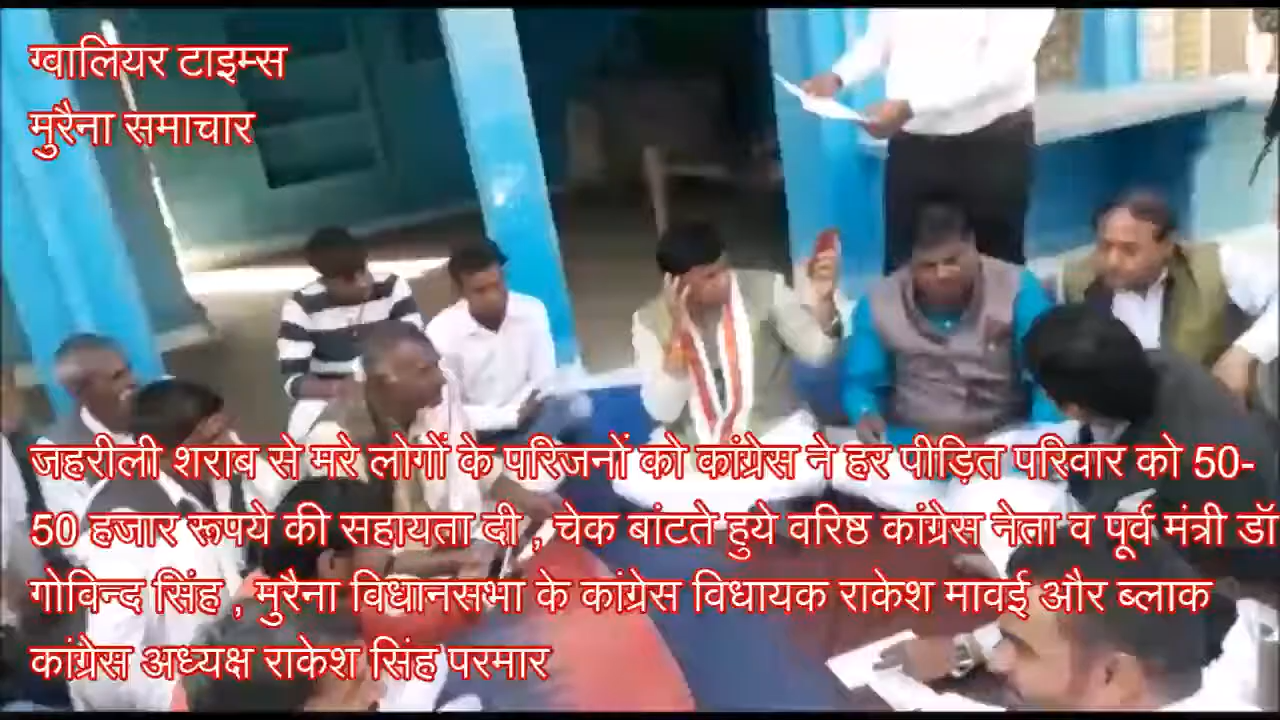 ग्वालियर टाइम्स
मुरैना समाचार
जहरीली शराब से मरे लोगों के परिजनों को कांग्रेस ने हर पीड़ित परिवार को 50-
50 हजार रूपये की सहायता दी , चेक बांटते हुये वरिष्ठ कांग्रेस नेता व पूर्व मंत्री डॉ
गोविन्द सिंह , मुरैना विधानसभा के कांग्रेस विधायक राकेश मावई और ब्लाक
कांग्रेस अध्यक्ष राकेश सिंह परमार